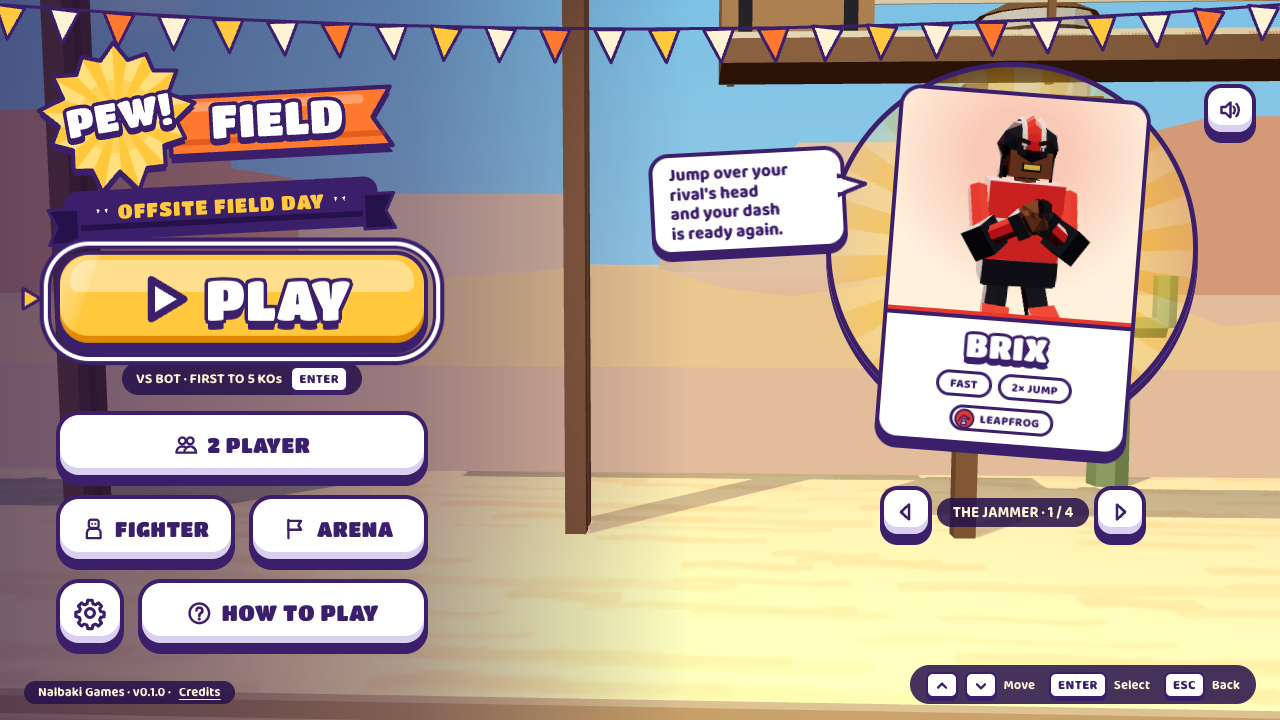 PEW! FIELD
OFFSITE FIELD DAY
PLAY
VS BOT · FIRST TO 5 KOs ENTER
2 PLAYER
FIGHTER
ARENA
HOW TO PLAY
Naibaki Games · v0.1.0 · Credits
Jump over your
rival's head
and your dash
is ready again.
BRIX
FAST
2× JUMP
LEAPFROG
THE JAMMER · 1 / 4
Move ENTER Select ESC Back